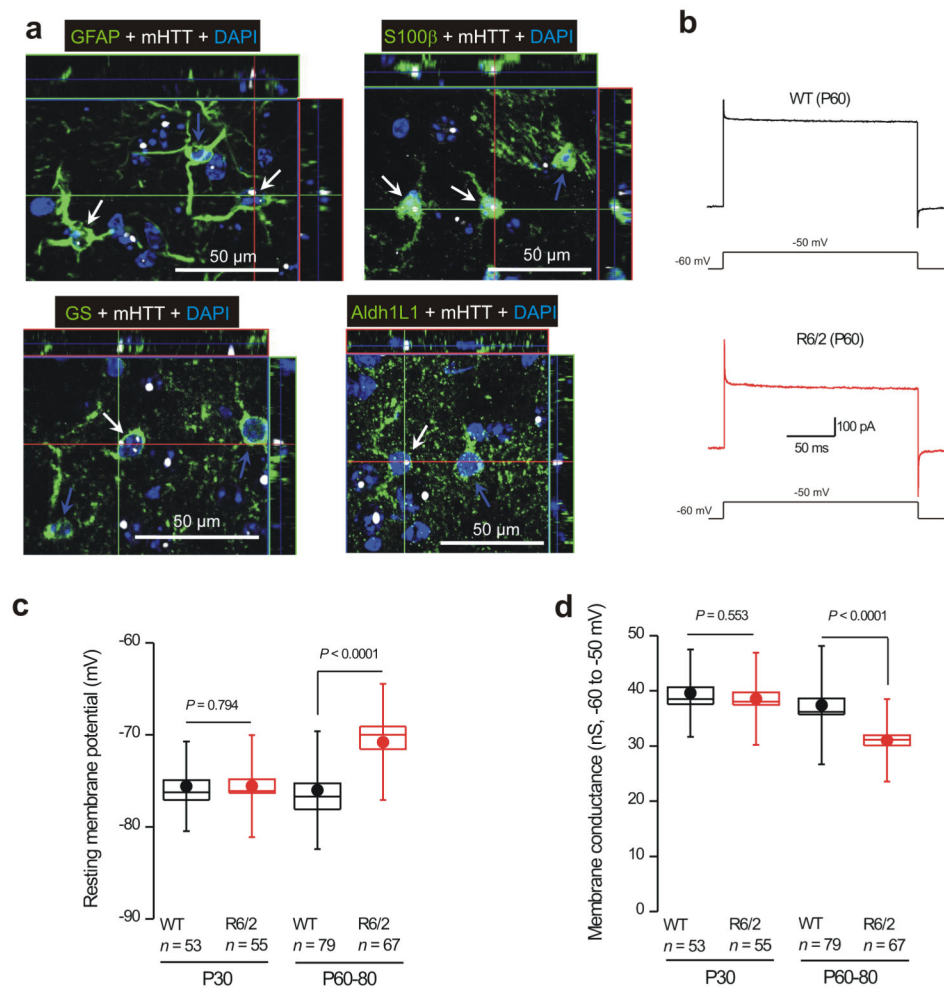 a
GFAP + mHTT + DAPI
50 µm
S100β + mHTT + DAPI
50 µm
GS + mHTT + DAPI
50 µm
Aldh1L1 + mHTT + DAPI
50 µm
b
WT (P60)
-50 mV
-60 mV
R6/2 (P60)
100 pA
50 ms
-50 mV
-60 mV
c
Resting membrane potential (mV)
-60
-70
-80
-90
P = 0.794
P < 0.0001
WT R6/2 WT R6/2
n = 53 n = 55 n = 79 n = 67
P30 P60-80
d
Membrane conductance (nS, -60 to -50 mV)
50
40
30
20
10
0
P = 0.553
P < 0.0001
WT R6/2 WT R6/2
n = 53 n = 55 n = 79 n = 67
P30 P60-80